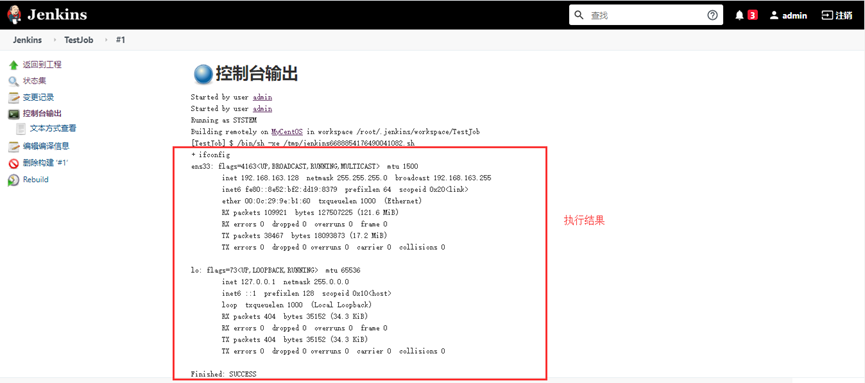 Jenkins
查找
3
admin
注销
Jenkins
TestJob
#1
返回到工程
状态集
变更记录
控制台输出
文本方式查看
编辑编译信息
删除构建 '#1'
Rebuild
控制台输出
Started by user admin
Started by user admin
Running as SYSTEM
Building remotely on MyCentOS in workspace /root/.jenkins/workspace/TestJob
[TestJob] $ /bin/sh -xe /tmp/jenkins6688854176490041082.sh
+ ifconfig
ens33: flags=4163<UP,BROADCAST,RUNNING,MULTICAST> mtu 1500
inet 192.168.163.128 netmask 255.255.255.0 broadcast 192.168.163.255
inet6 fe80::8e52:bf2:dd19:8379 prefixlen 64 scopeid 0x20<link>
ether 00:0c:29:9e:b1:60 txqueuelen 1000 (Ethernet)
RX packets 109921 bytes 127507225 (121.6 MiB)
RX errors 0 dropped 0 overruns 0 frame 0
TX packets 38467 bytes 18093873 (17.2 MiB)
TX errors 0 dropped 0 overruns 0 carrier 0 collisions 0
lo: flags=73<UP,LOOPBACK,RUNNING> mtu 65536
inet 127.0.0.1 netmask 255.0.0.0
inet6 ::1 prefixlen 128 scopeid 0x10<host>
loop txqueuelen 1000 (Local Loopback)
RX packets 404 bytes 35152 (34.3 KiB)
RX errors 0 dropped 0 overruns 0 frame 0
TX packets 404 bytes 35152 (34.3 KiB)
TX errors 0 dropped 0 overruns 0 carrier 0 collisions 0
Finished: SUCCESS
执行结果